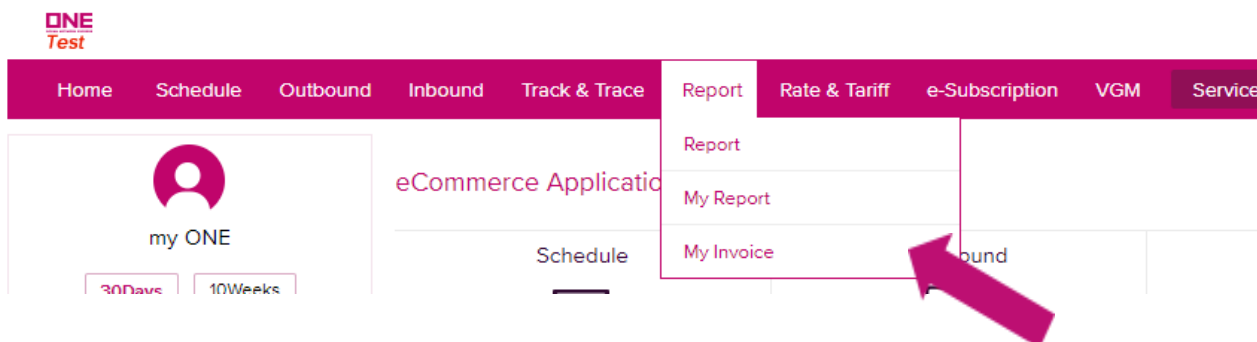 ONE
Test
Home Schedule Outbound Inbound Track & Trace Report Rate & Tariff e-Subscription VGM Service
Report
eCommerce Applicatio
My Report
my ONE
Schedule
My Invoice
ound
30Days 10Weeks